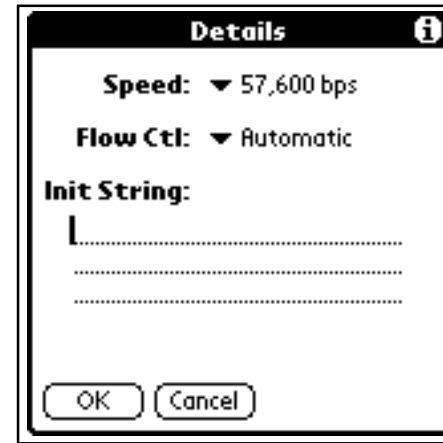 Details i
Speed: 57,600 bps
Flow Ctl: Automatic
Init String:
OK Cancel